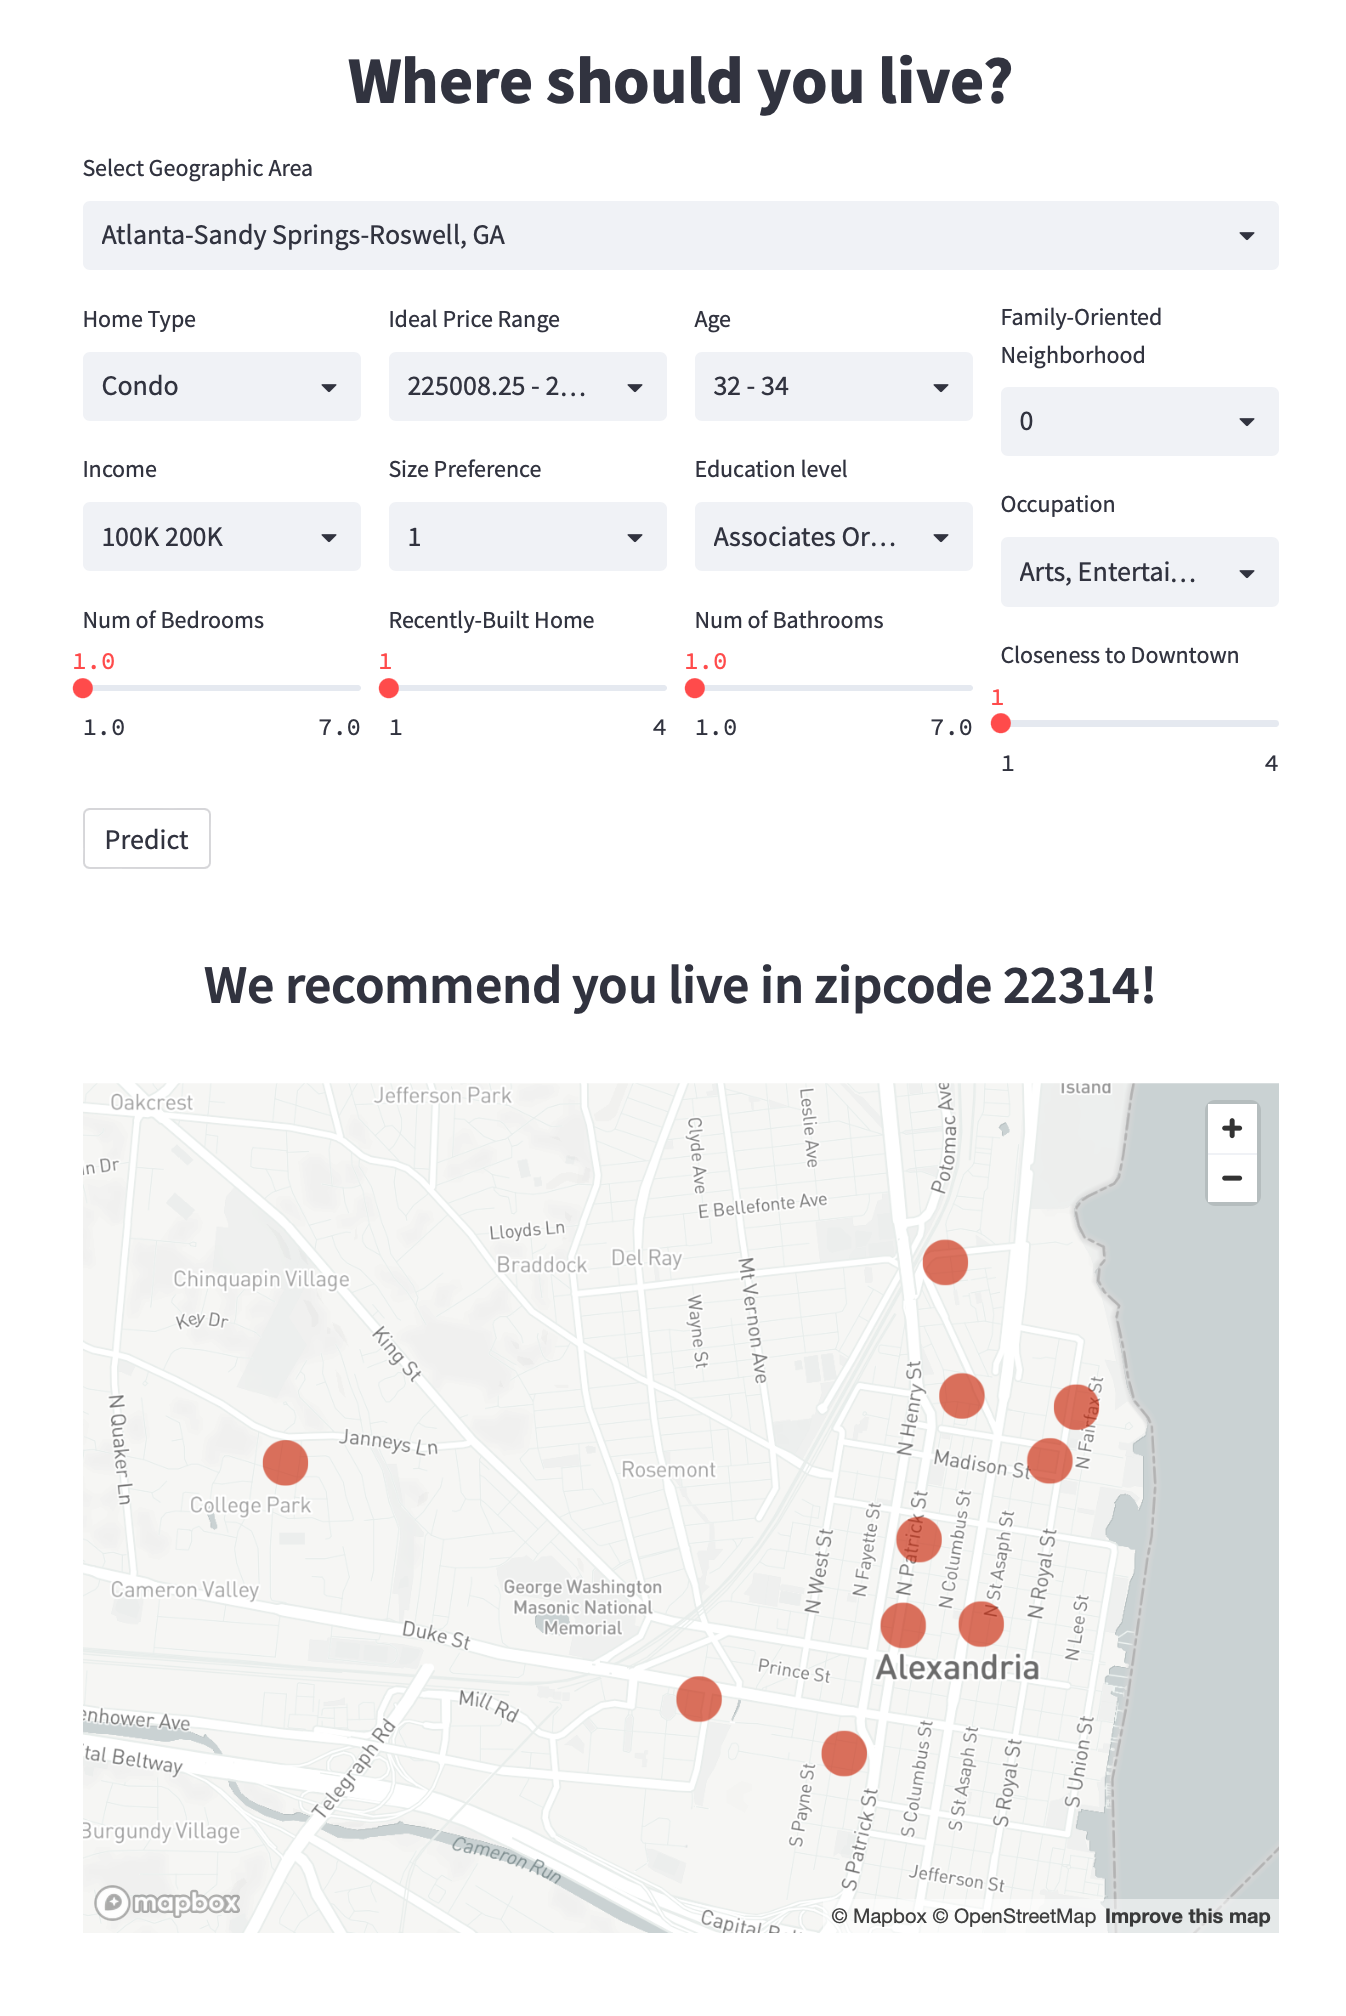 Where should you live?
Select Geographic Area
Atlanta-Sandy Springs-Roswell, GA
Home Type
Condo
Ideal Price Range
225008.25 - 2...
Age
32 - 34
Family-Oriented
Neighborhood
0
Income
100K 200K
Size Preference
1
Education level
Associates Or...
Occupation
Arts, Entertai...
Num of Bedrooms
1.0
1.0 7.0
Recently-Built Home
1
1 4
Num of Bathrooms
1.0
1.0 7.0
Closeness to Downtown
1
1 4
Predict
We recommend you live in zipcode 22314!
Island
Oakcrest
Jefferson Park
Leslie Ave
Potomac Ave
+
−
Clyde Ave
n Dr
E Bellefonte Ave
Lloyds Ln
Braddock
Del Ray
Chinquapin Village
Key Dr
Mt Vernon Ave
Wayne St
King St
N Henry St
N Fairfax St
N Quaker Ln
Janneys Ln
Madison St
Rosemont
College Park
N West St
N Fayette St
N Patrick St
N Columbus St
N St Asaph St
N Royal St
N Lee St
Cameron Valley
George Washington
Masonic National
Memorial
Duke St
Prince St
Alexandria
Mill Rd
enhower Ave
tal Beltway
Telegraph Rd
S Payne St
S Patrick St
S Columbus St
S St Asaph St
S Royal St
S Union St
Burgundy Village
Cameron Run
Jefferson St
mapbox
Capital
© Mapbox © OpenStreetMap Improve this map